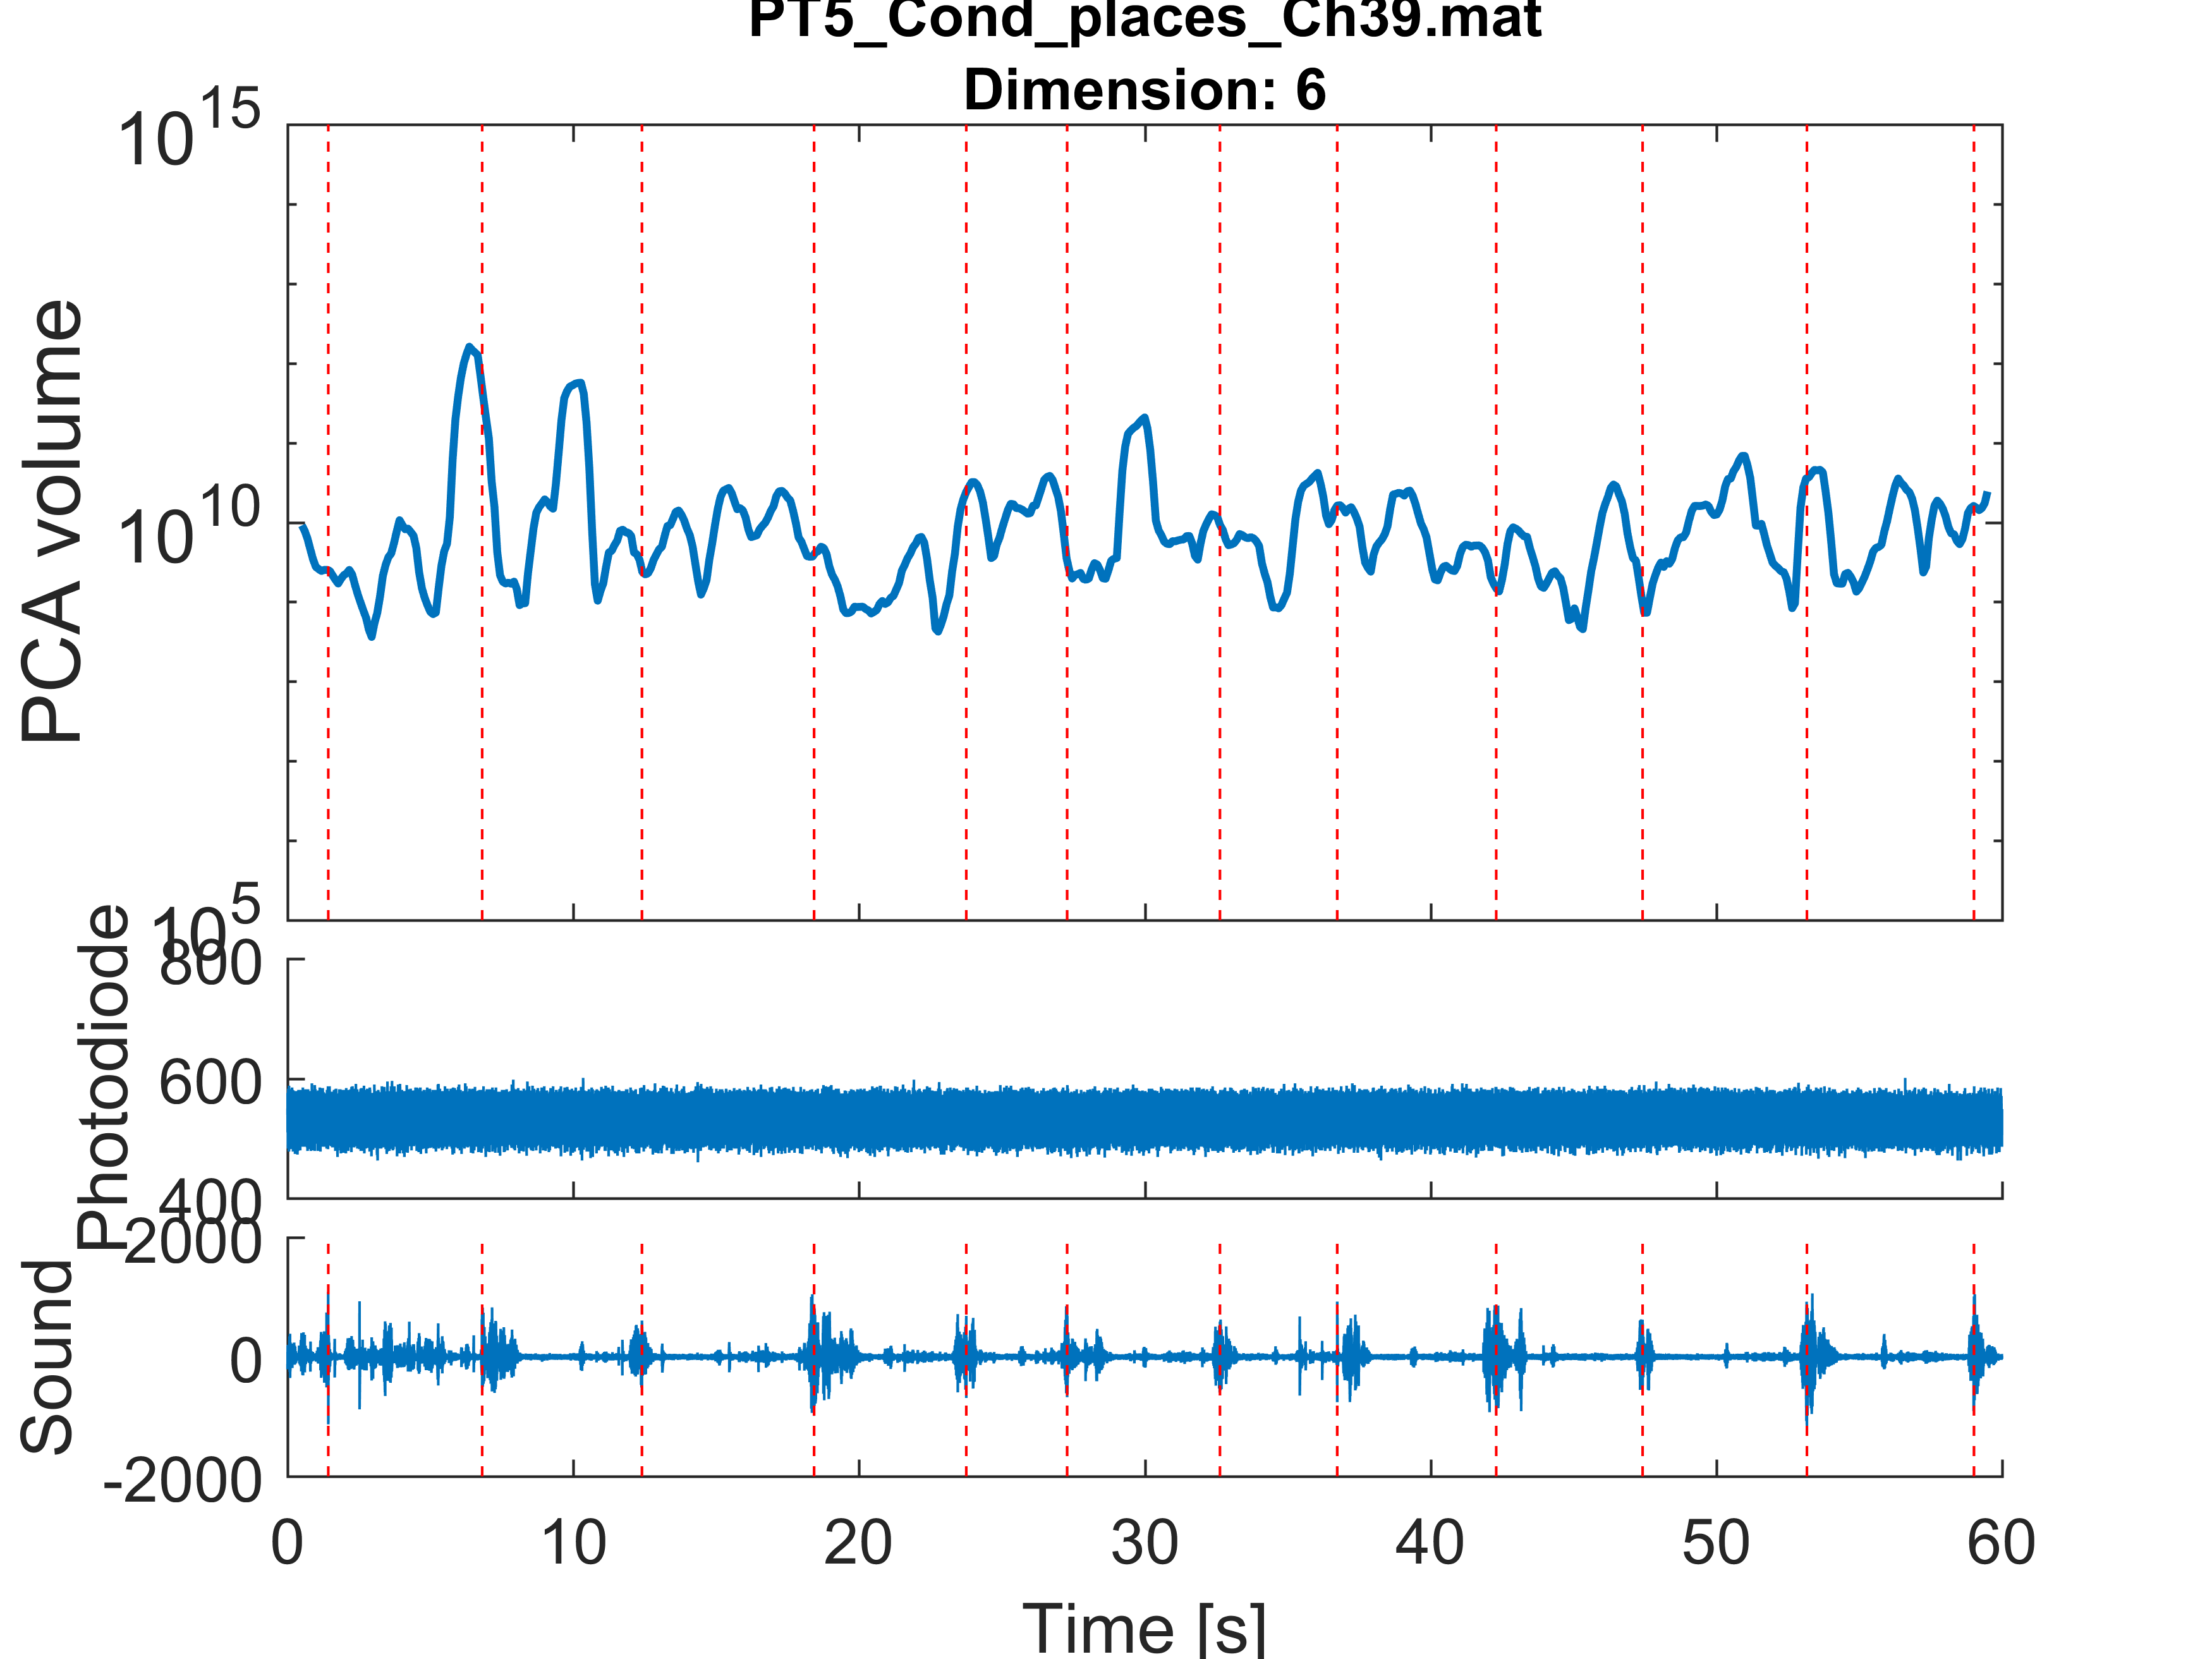 PT5_Cond_places_Ch39.mat
Dimension: 6
PCA volume
10^15
10^10
10^5
Photodiode
800
600
400
Sound
2000
0
-2000
0 10 20 30 40 50 60
Time [s]